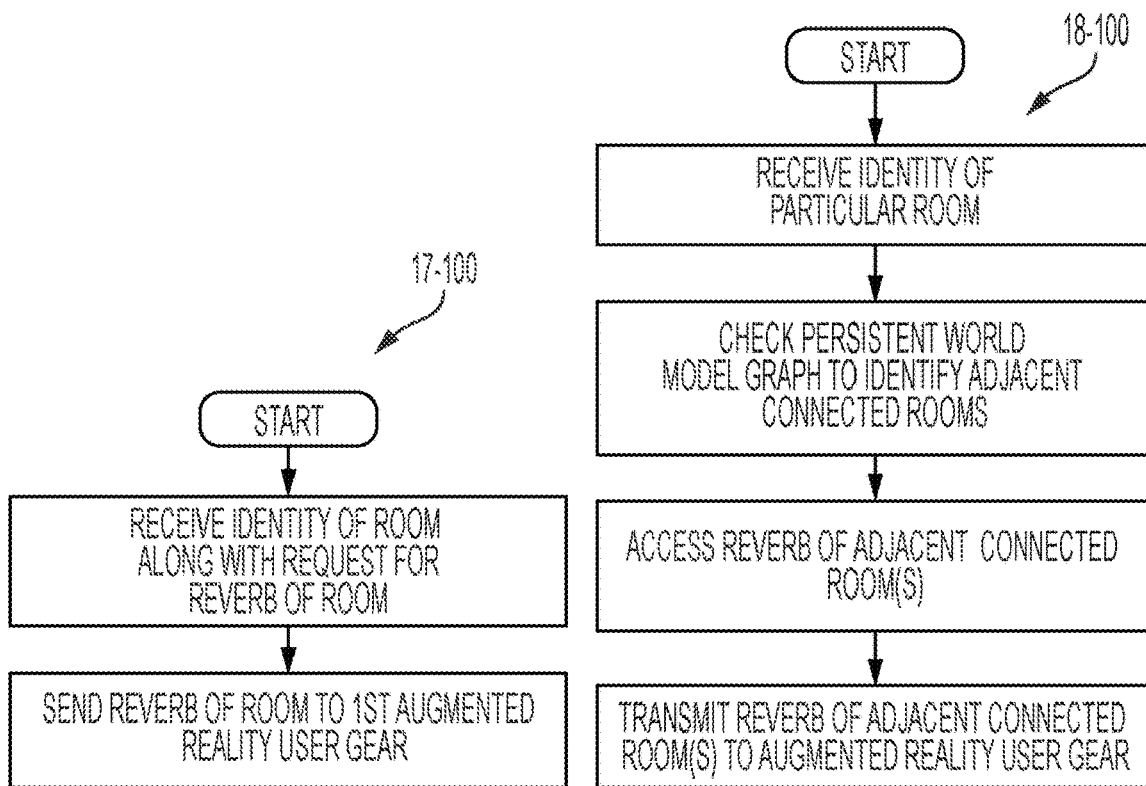 17-100
START
RECEIVE IDENTITY OF ROOM
ALONG WITH REQUEST FOR
REVERB OF ROOM
SEND REVERB OF ROOM TO 1ST AUGMENTED
REALITY USER GEAR
18-100
START
RECEIVE IDENTITY OF
PARTICULAR ROOM
CHECK PERSISTENT WORLD
MODEL GRAPH TO IDENTIFY ADJACENT
CONNECTED ROOMS
ACCESS REVERB OF ADJACENT CONNECTED
ROOM(S)
TRANSMIT REVERB OF ADJACENT CONNECTED
ROOM(S) TO AUGMENTED REALITY USER GEAR